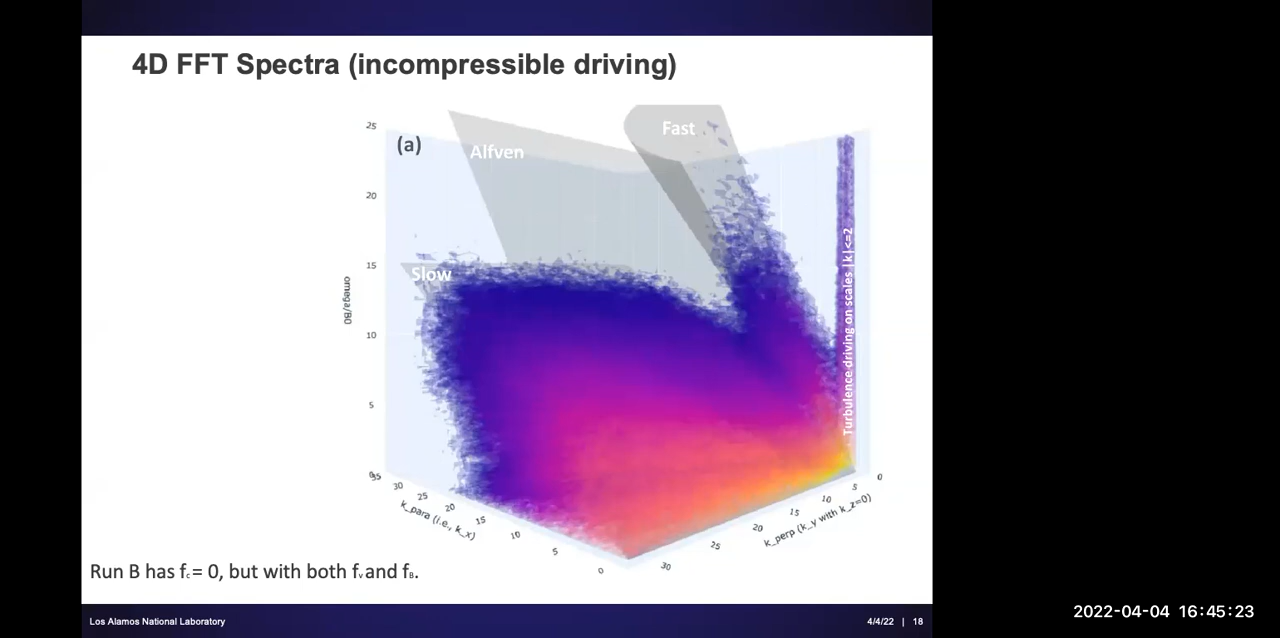 4D FFT Spectra (incompressible driving)
25
(a)
Fast
Alfven
20
15
Slow
omega/B0
Turbulence driving on scales |k|<=2
10
5
0
35
30
25
20
15
10
5
0
k_para (i.e., k_x)
0
5
10
15
20
25
30
k_perp (k_y with k_z=0)
Run B has fc= 0, but with both fv and fB.
Los Alamos National Laboratory
4/4/22 | 18
2022-04-04 16:45:23